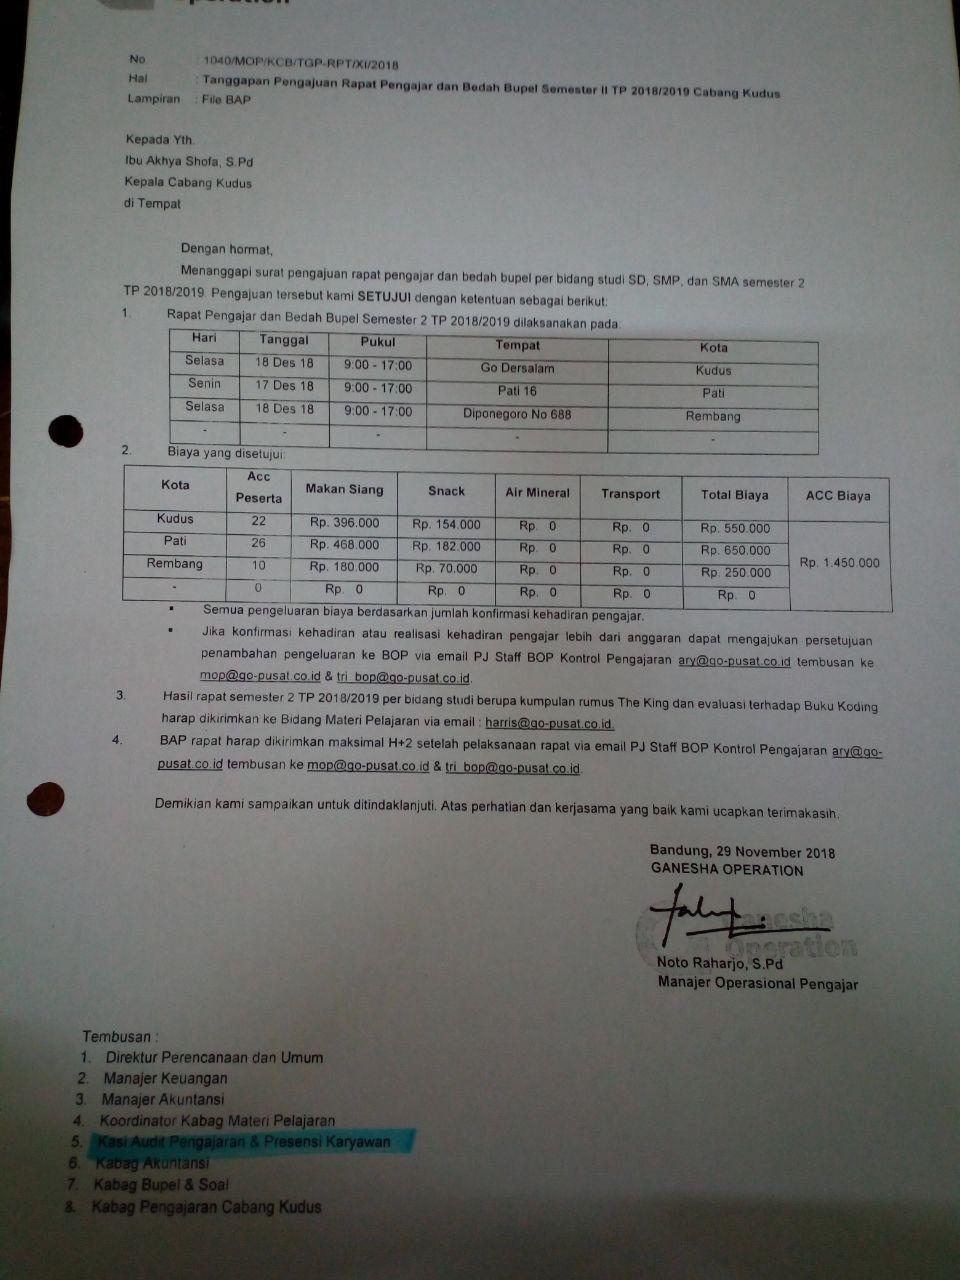 Operation
No : 1040/MOP/KCB/TGP-RPT/XI/2018
Hal : Tanggapan Pengajuan Rapat Pengajar dan Bedah Bupel Semester II TP 2018/2019 Cabang Kudus
Lampiran : File BAP
Kepada Yth.
Ibu Akhya Shofa, S.Pd
Kepala Cabang Kudus
di Tempat
Dengan hormat,
Menanggapi surat pengajuan rapat pengajar dan bedah bupel per bidang studi SD, SMP, dan SMA semester 2
TP 2018/2019. Pengajuan tersebut kami SETUJUI dengan ketentuan sebagai berikut:
1. Rapat Pengajar dan Bedah Bupel Semester 2 TP 2018/2019 dilaksanakan pada:
Hari Tanggal Pukul Tempat Kota
Selasa 18 Des 18 9:00 - 17:00 Go Dersalam Kudus
Senin 17 Des 18 9:00 - 17:00 Pati 16 Pati
Selasa 18 Des 18 9:00 - 17:00 Diponegoro No 688 Rembang
- - - - -
2. Biaya yang disetujui:
Kota Acc Peserta Makan Siang Snack Air Mineral Transport Total Biaya ACC Biaya
Kudus 22 Rp. 396.000 Rp. 154.000 Rp. 0 Rp. 0 Rp. 550.000
Pati 26 Rp. 468.000 Rp. 182.000 Rp. 0 Rp. 0 Rp. 650.000
Rembang 10 Rp. 180.000 Rp. 70.000 Rp. 0 Rp. 0 Rp. 250.000 Rp. 1.450.000
- 0 Rp. 0 Rp. 0 Rp. 0 Rp. 0 Rp. 0
▪ Semua pengeluaran biaya berdasarkan jumlah konfirmasi kehadiran pengajar.
▪ Jika konfirmasi kehadiran atau realisasi kehadiran pengajar lebih dari anggaran dapat mengajukan persetujuan
penambahan pengeluaran ke BOP via email PJ Staff BOP Kontrol Pengajaran ary@go-pusat.co.id tembusan ke
mop@go-pusat.co.id & tri_bop@go-pusat.co.id.
3. Hasil rapat semester 2 TP 2018/2019 per bidang studi berupa kumpulan rumus The King dan evaluasi terhadap Buku Koding
harap dikirimkan ke Bidang Materi Pelajaran via email : harris@go-pusat.co.id.
4. BAP rapat harap dikirimkan maksimal H+2 setelah pelaksanaan rapat via email PJ Staff BOP Kontrol Pengajaran ary@go-
pusat.co.id tembusan ke mop@go-pusat.co.id & tri_bop@go-pusat.co.id.
Demikian kami sampaikan untuk ditindaklanjuti. Atas perhatian dan kerjasama yang baik kami ucapkan terimakasih.
Bandung, 29 November 2018
GANESHA OPERATION
Ganesha
Operation
Noto Raharjo, S.Pd
Manajer Operasional Pengajar
Tembusan :
1. Direktur Perencanaan dan Umum
2. Manajer Keuangan
3. Manajer Akuntansi
4. Koordinator Kabag Materi Pelajaran
5. Kasi Audit Pengajaran & Presensi Karyawan
6. Kabag Akuntansi
7. Kabag Bupel & Soal
8. Kabag Pengajaran Cabang Kudus